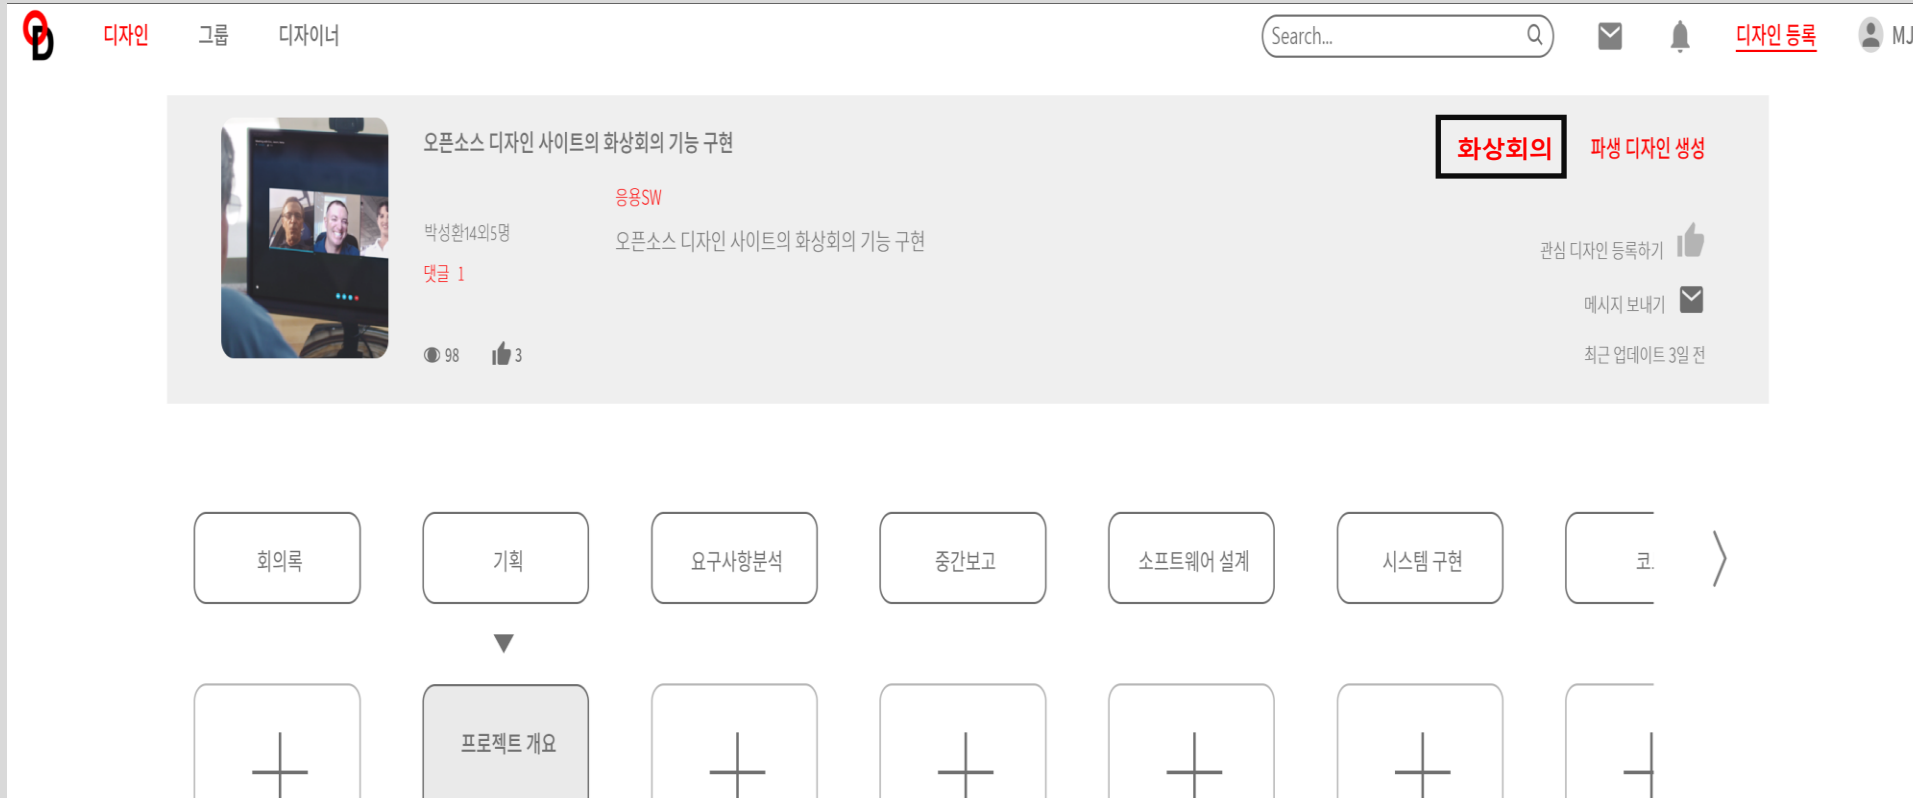 디자인 그룹 디자이너 Search... 디자인 등록 MJ
오픈소스 디자인 사이트의 화상회의 기능 구현
화상회의 파생 디자인 생성
응용SW
박성환14외5명
오픈소스 디자인 사이트의 화상회의 기능 구현
관심 디자인 등록하기
댓글 1
메시지 보내기
98 3
최근 업데이트 3일 전
회의록 기획 요구사항분석 중간보고 소프트웨어 설계 시스템 구현 코.
프로젝트 개요